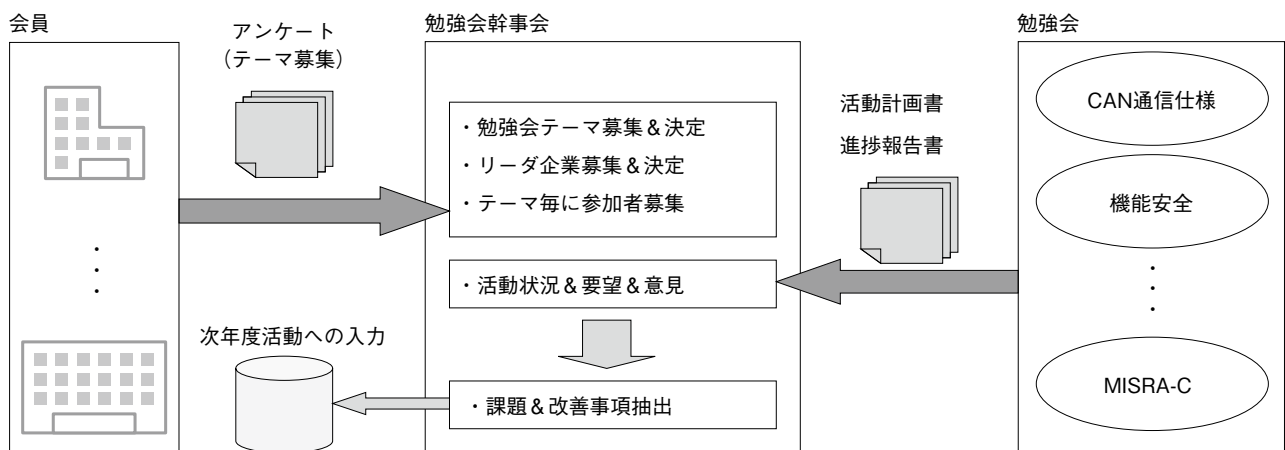 会員
アンケート
（テーマ募集）
勉強会幹事会
・勉強会テーマ募集＆決定
・リーダ企業募集＆決定
・テーマ毎に参加者募集
・活動状況＆要望＆意見
・課題＆改善事項抽出
次年度活動への入力
活動計画書
進捗報告書
勉強会
CAN通信仕様
機能安全
MISRA-C